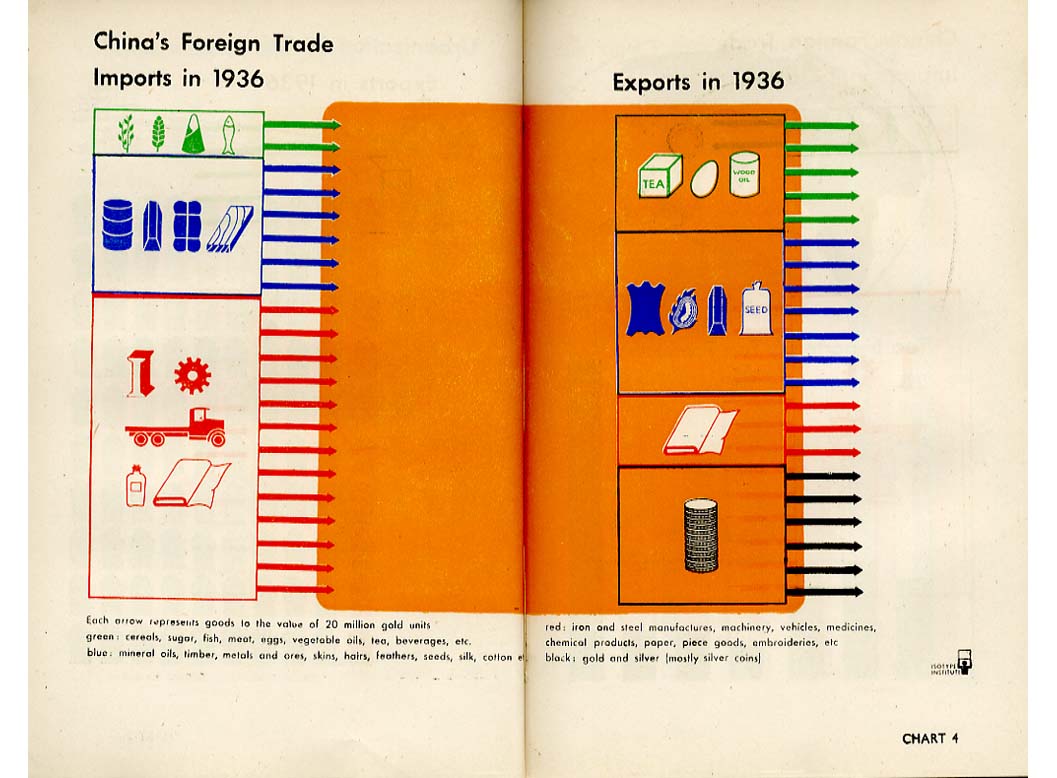 China's Foreign Trade
Imports in 1936
Exports in 1936
TEA
WOOD
OIL
SEED
Each arrow represents goods to the value of 20 million gold units
green: cereals, sugar, fish, meat, eggs, vegetable oils, tea, beverages, etc.
blue: mineral oils, timber, metals and ores, skins, hairs, feathers, seeds, silk, cotton e
red: iron and steel manufactures, machinery, vehicles, medicines,
chemical products, paper, piece goods, embroideries, etc
black: gold and silver (mostly silver coins)
ISOTYPE
INSTITUTE
CHART 4